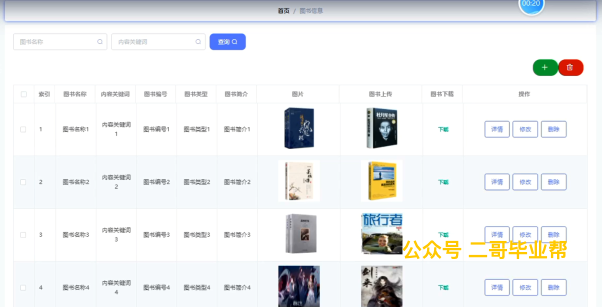 00:20
首页 / 图书信息
图书名称 内容关键词 查询
索引 图书名称 内容关键词 图书编号 图书类型 图书简介 图片 图书上传 图书下载 操作
1 图书名称1 内容关键词1 图书编号1 图书类型1 图书简介1 下载 详情 修改 删除
2 图书名称2 内容关键词2 图书编号2 图书类型2 图书简介2 下载 详情 修改 删除
3 图书名称3 内容关键词3 图书编号3 图书类型3 图书简介3 旅行者 下载 详情 修改 删除
公众号 二哥毕业帮
4 图书名称4 内容关键词4 图书编号4 图书类型4 图书简介4 下载 详情 修改 删除